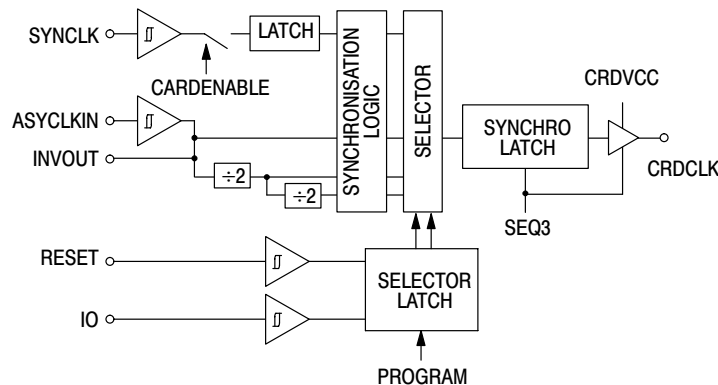 SYNCLK
LATCH
CARDENABLE
SYNCHRONISATION
LOGIC
SELECTOR
CRDVCC
ASYCLKIN
SYNCHRO
LATCH
INVOUT
÷2
÷2
CRDCLK
SEQ3
RESET
SELECTOR
LATCH
IO
PROGRAM